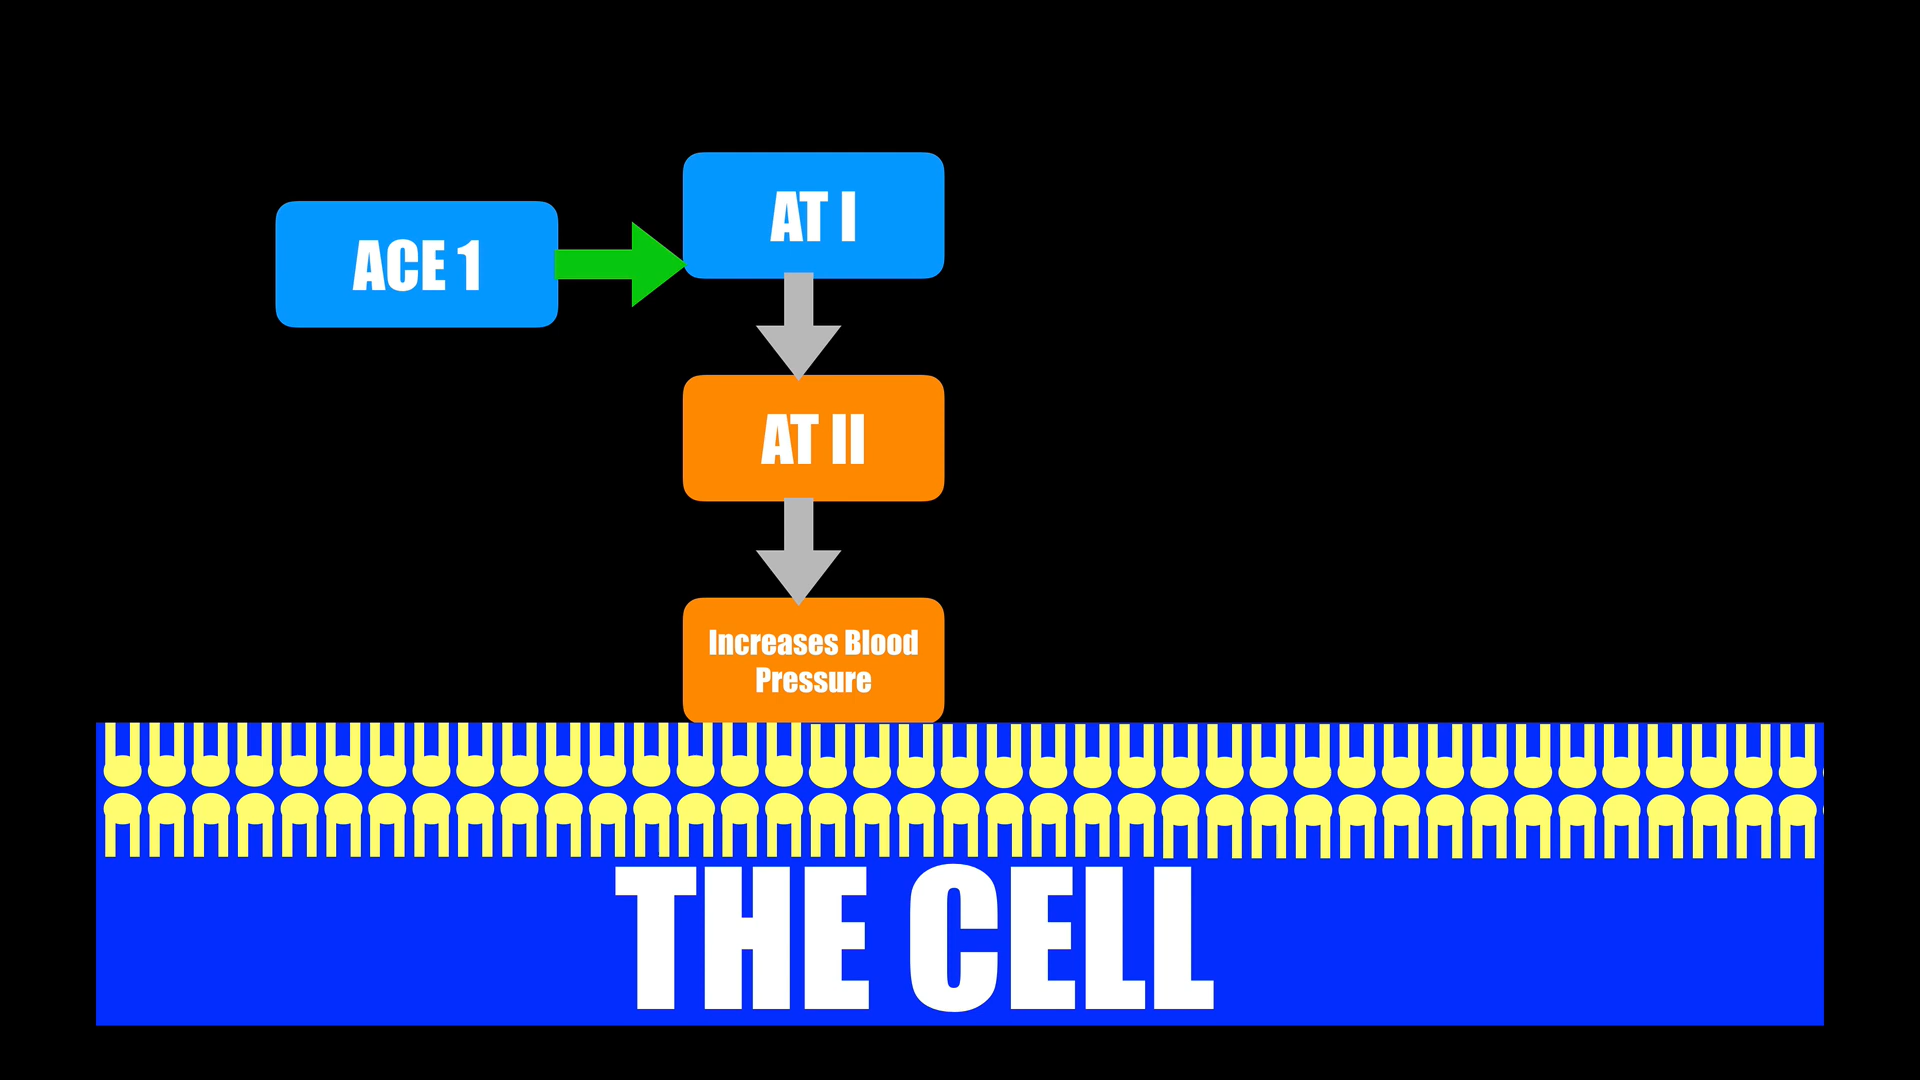 AT I
ACE 1
AT II
Increases Blood
Pressure
THE CELL